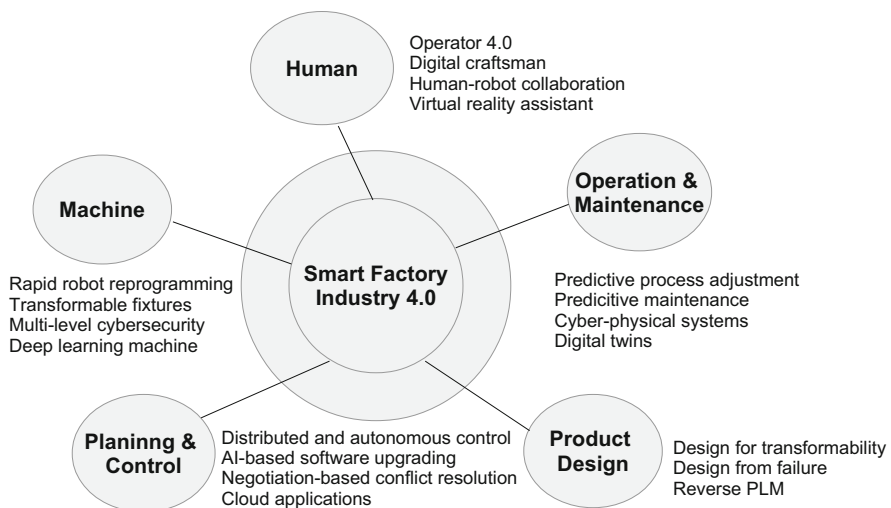 Human
Operator 4.0
Digital craftsman
Human-robot collaboration
Virtual reality assistant
Operation &
Maintenance
Predictive process adjustment
Predicitive maintenance
Cyber-physical systems
Digital twins
Machine
Rapid robot reprogramming
Transformable fixtures
Multi-level cybersecurity
Deep learning machine
Smart Factory
Industry 4.0
Planinng &
Control
Distributed and autonomous control
AI-based software upgrading
Negotiation-based conflict resolution
Cloud applications
Product
Design
Design for transformability
Design from failure
Reverse PLM